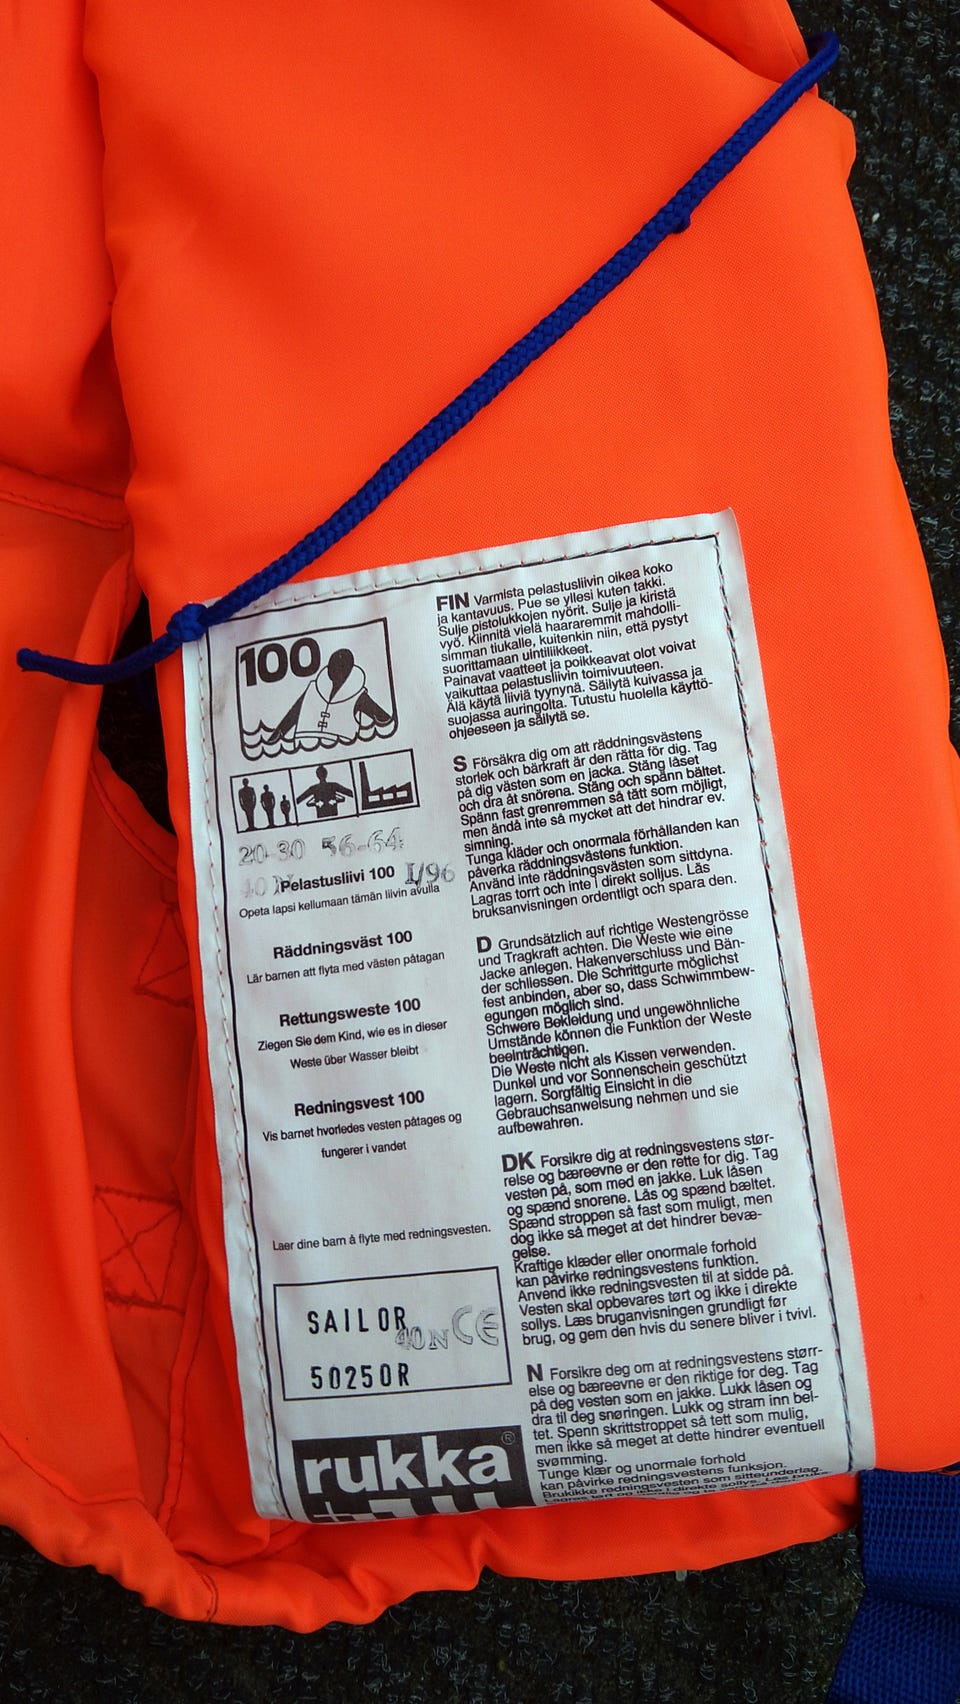 100
20-30 56-64
40 N
Pelastusliivi 100 I/96
Opeta lapsi kellumaan tämän liivin avulla
Räddningsväst 100
Lär barnen att flyta med västen påtagan
Rettungsweste 100
Ziegen Sie dem Kind, wie es in dieser
Weste über Wasser bleibt
Redningsvest 100
Vis barnet hvorledes vesten påtages og
fungerer i vandet
Laer dine barn å flyte med redningsvesten.
SAILOR
40N CE
50250R
rukka®
FIN Varmista pelastusliivin oikea koko
ja kantavuus. Pue se yllesi kuten takki.
Sulje pistolukkojen nyörit. Sulje ja kiristä
vyö. Kiinnitä vielä haararemmit mahdolli-
simman tiukalle, kuitenkin niin, että pystyt
suorittamaan uintiliikkeet.
Painavat vaatteet ja poikkeavat olot voivat
vaikuttaa pelastusliivin toimivuuteen.
Älä käytä liiviä tyynynä. Säilytä kuivassa ja
suojassa auringolta. Tutustu huolella käyttö-
ohjeeseen ja säilytä se.
S Försäkra dig om att räddningsvästens
storlek och bärkraft är den rätta för dig. Tag
på dig västen som en jacka. Stäng låset
och dra åt snörena. Stäng och spänn bältet.
Spänn fast grenremmen så tätt som möjligt,
men ändå inte så mycket att det hindrar ev.
simning.
Tunga kläder och onormala förhållanden kan
påverka räddningsvästens funktion.
Använd inte räddningsvästen som sittdyna.
Lagras torrt och inte i direkt solljus. Läs
bruksanvisningen ordentligt och spara den.
D Grundsätzlich auf richtige Westengrösse
und Tragkraft achten. Die Weste wie eine
Jacke anlegen. Hakenverschluss und Bän-
der schliessen. Die Schrittgurte möglichst
fest anbinden, aber so, dass Schwimmbew-
egungen möglich sind.
Schwere Bekleidung und ungewöhnliche
Umstände können die Funktion der Weste
beeinträchtigen.
Die Weste nicht als Kissen verwenden.
Dunkel und vor Sonnenschein geschützt
lagern. Sorgfältig Einsicht in die
Gebrauchsanweisung nehmen und sie
aufbewahren.
DK Forsikre dig at redningsvestens stør-
relse og bæreevne er den rette for dig. Tag
vesten på, som med en jakke. Luk låsen
og spænd snorene. Lås og spænd bæltet.
Spænd stroppen så fast som muligt, men
dog ikke så meget at det hindrer bevæ-
gelse.
Kraftige klæder eller onormale forhold
kan påvirke redningsvestens funktion.
Anvend ikke redningsvesten til at sidde på.
Vesten skal opbevares tørt og ikke i direkte
sollys. Læs bruganvisningen grundligt før
brug, og gem den hvis du senere bliver i tvivl.
N Forsikre deg om at redningsvestens størr-
else og bæreevne er den riktige for deg. Tag
på deg vesten som en jakke. Lukk låsen og
dra til deg snøringen. Lukk og stram inn bel-
tet. Spenn skrittstroppet så tett som mulig,
men ikke så meget at dette hindrer eventuell
svømming.
Tunge klær og unormale forhold
kan påvirke redningsvestens funksjon.
Brukikke redningsvesten som sitteunderlag.
Lagras tørt og ikke i direkte sollys. Læs